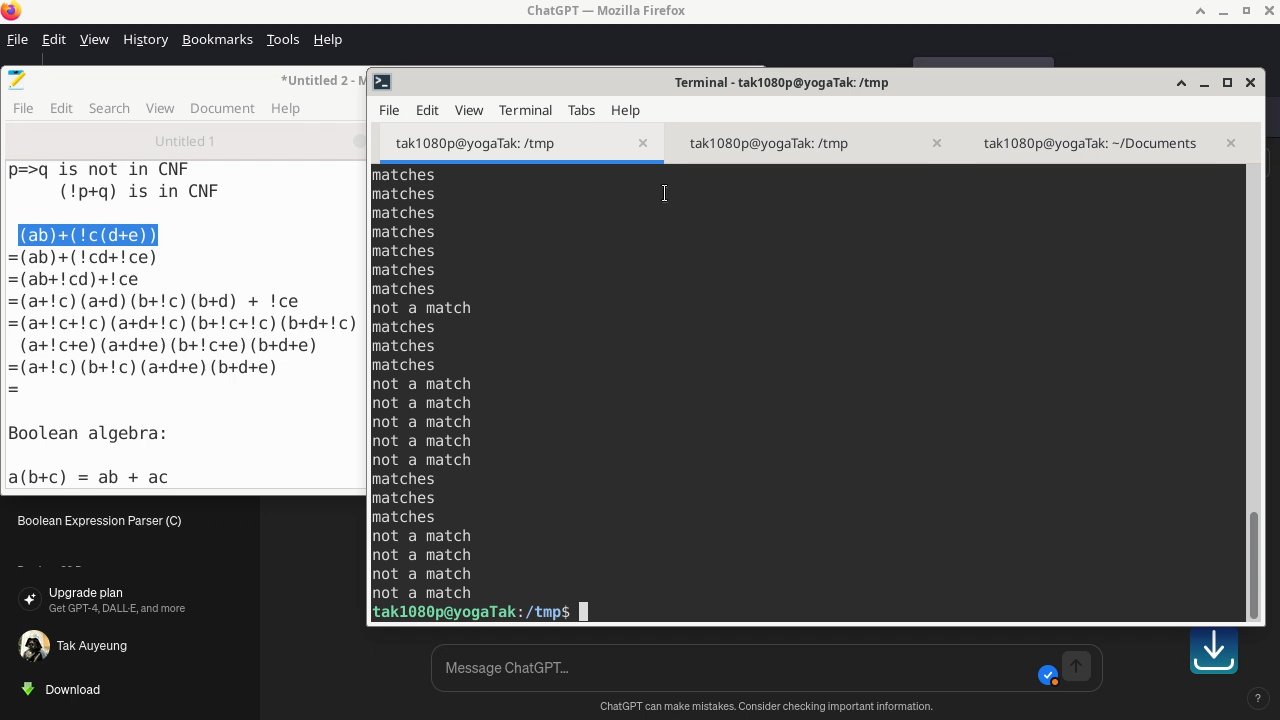 ChatGPT — Mozilla Firefox
File Edit View History Bookmarks Tools Help
*Untitled 2 - M
File Edit Search View Document Help
Untitled 1
p=>q is not in CNF
(!p+q) is in CNF
(ab)+(!c(d+e))
=(ab)+(!cd+!ce)
=(ab+!cd)+!ce
=(a+!c)(a+d)(b+!c)(b+d) + !ce
=(a+!c+!c)(a+d+!c)(b+!c+!c)(b+d+!c)
(a+!c+e)(a+d+e)(b+!c+e)(b+d+e)
=(a+!c)(b+!c)(a+d+e)(b+d+e)
=
Boolean algebra:
a(b+c) = ab + ac
Boolean Expression Parser (C)
Upgrade plan
Get GPT-4, DALL·E, and more
Tak Auyeung
Download
Terminal - tak1080p@yogaTak: /tmp
File Edit View Terminal Tabs Help
tak1080p@yogaTak: /tmp
tak1080p@yogaTak: /tmp
tak1080p@yogaTak: ~/Documents
matches
matches
matches
matches
matches
matches
matches
not a match
matches
matches
matches
not a match
not a match
not a match
not a match
not a match
matches
matches
matches
not a match
not a match
not a match
not a match
tak1080p@yogaTak:/tmp$
Message ChatGPT...
ChatGPT can make mistakes. Consider checking important information.
?